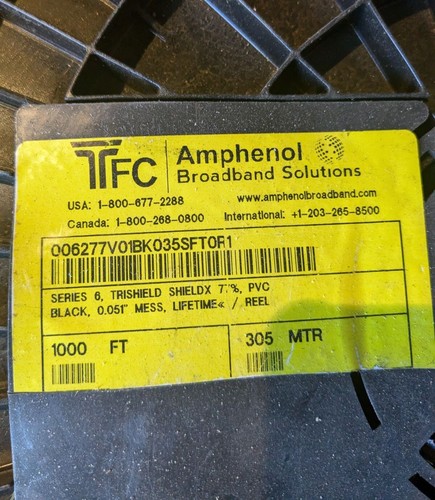 TFC Amphenol
Broadband Solutions
USA: 1-800-677-2288 www.amphenolbroadband.com
Canada: 1-800-268-0800 International: +1-203-265-8500
006277V01BK035SFT0R1
SERIES 6, TRISHIELD SHIELDX 77%, PVC
BLACK, 0.051" MESS, LIFETIME« / REEL
1000 FT 305 MTR